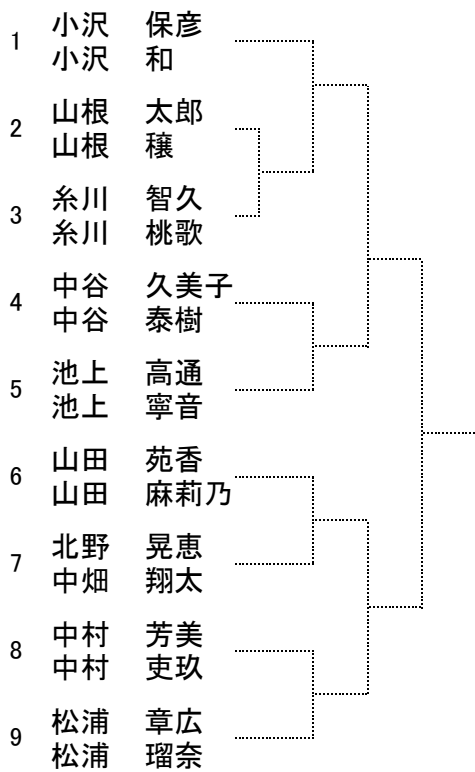 1 小沢 保彦
小沢 和
2 山根 太郎
山根 穣
3 糸川 智久
糸川 桃歌
4 中谷 久美子
中谷 泰樹
5 池上 高通
池上 寧音
6 山田 苑香
山田 麻莉乃
7 北野 晃恵
中畑 翔太
8 中村 芳美
中村 吏玖
9 松浦 章広
松浦 瑠奈